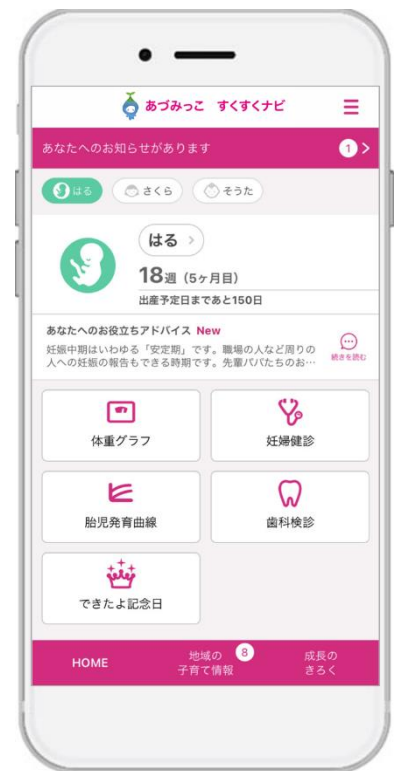 あづみっこ すくすくナビ
あなたへのお知らせがあります 1
はる さくら そうた
はる
18週（5ヶ月目）
出産予定日まであと150日
あなたへのお役立ちアドバイス New
妊娠中期はいわゆる「安定期」です。職場の人など周りの
人への妊娠の報告もできる時期です。先輩パパたちのお…
続きを読む
体重グラフ 妊婦健診
胎児発育曲線 歯科検診
できたよ記念日
HOME
地域の 8
子育て情報
成長の
きろく